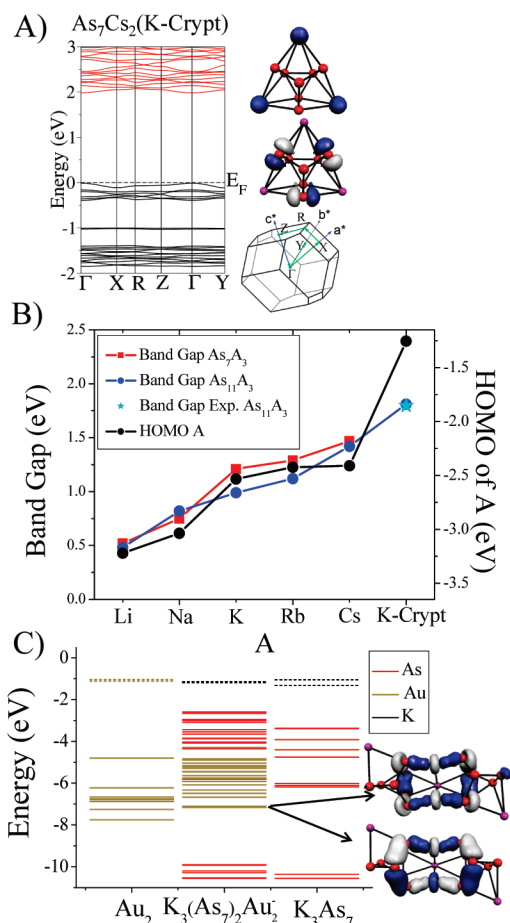 A)
As₇Cs₂(K-Crypt)
3
2
1
0
-1
-2
Energy (eV)
E_F
Γ X R Z Γ Y
c* R b*
Z a*
Y X
Γ
B)
2.5
2.0
1.5
1.0
0.5
0.0
Band Gap (eV)
Band Gap As₇A₃
Band Gap As₁₁A₃
Band Gap Exp. As₁₁A₃
HOMO A
-1.5
-2.0
-2.5
-3.0
-3.5
HOMO of A (eV)
Li Na K Rb Cs K-Crypt
A
C)
0
-2
-4
-6
-8
-10
Energy (eV)
As
Au
K
Au₂ K₃(As₇)₂Au₂⁻ K₃As₇